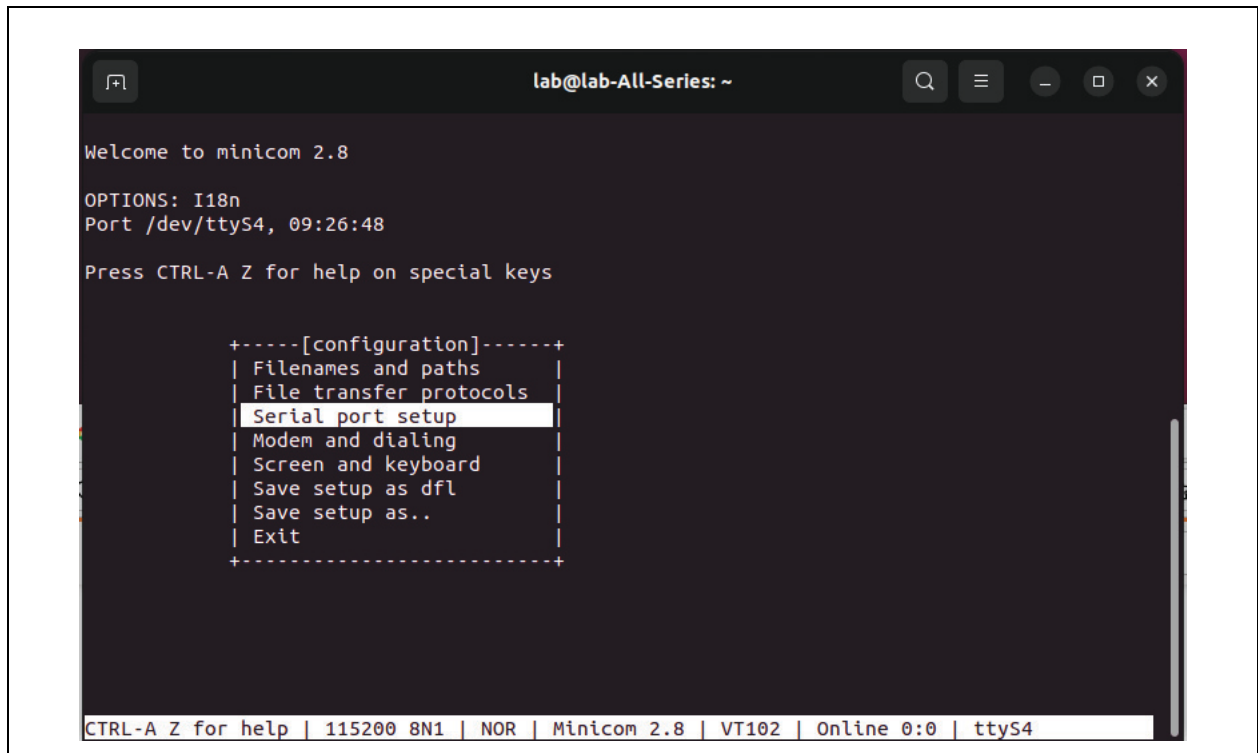 lab@lab-All-Series: ~
Welcome to minicom 2.8
OPTIONS: I18n
Port /dev/ttyS4, 09:26:48
Press CTRL-A Z for help on special keys
+-----[configuration]------+
| Filenames and paths      |
| File transfer protocols  |
| Serial port setup        |
| Modem and dialing        |
| Screen and keyboard      |
| Save setup as dfl        |
| Save setup as..          |
| Exit                     |
+--------------------------+
CTRL-A Z for help | 115200 8N1 | NOR | Minicom 2.8 | VT102 | Online 0:0 | ttyS4